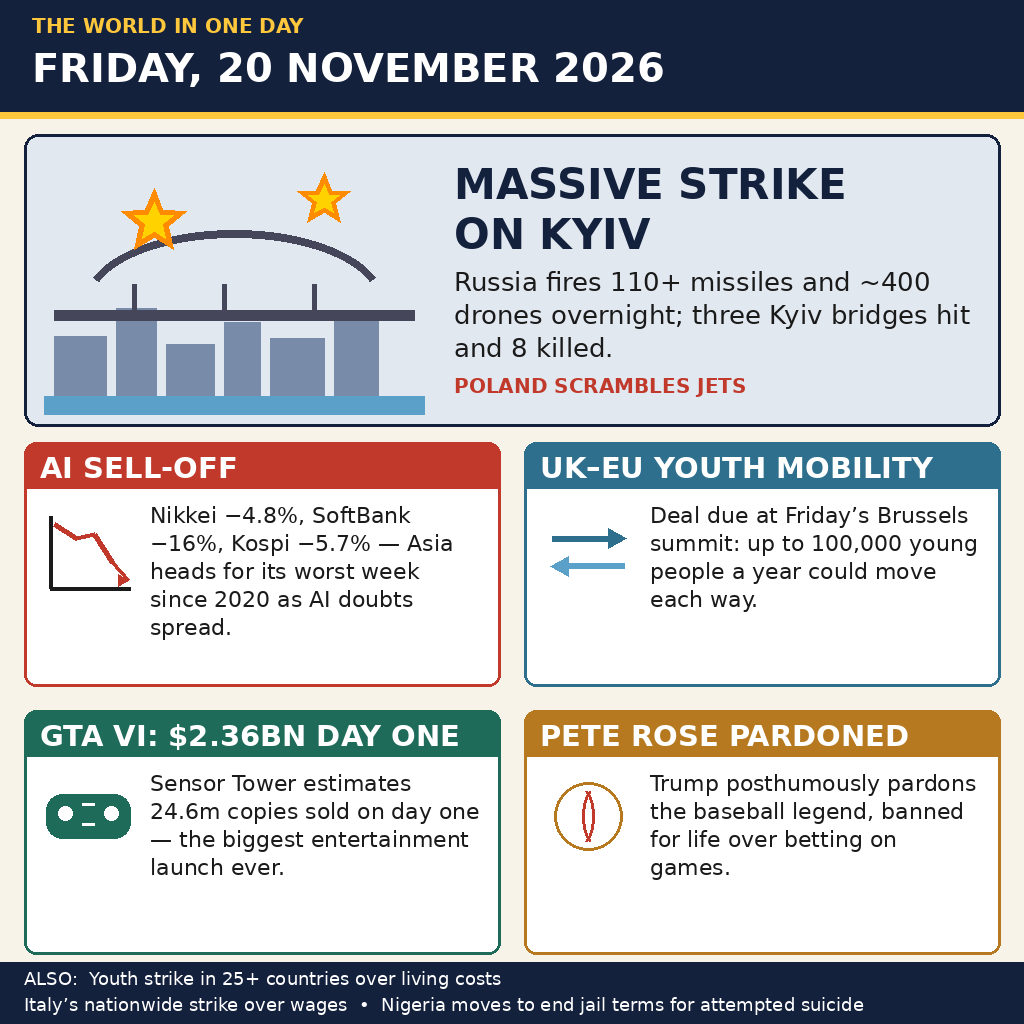 THE WORLD IN ONE DAY
FRIDAY, 20 NOVEMBER 2026
MASSIVE STRIKE
ON KYIV
Russia fires 110+ missiles and ~400
drones overnight; three Kyiv bridges hit
and 8 killed.
POLAND SCRAMBLES JETS
AI SELL-OFF
Nikkei −4.8%, SoftBank
−16%, Kospi −5.7% — Asia
heads for its worst week
since 2020 as AI doubts
spread.
UK–EU YOUTH MOBILITY
Deal due at Friday’s Brussels
summit: up to 100,000 young
people a year could move
each way.
GTA VI: $2.36BN DAY ONE
Sensor Tower estimates
24.6m copies sold on day one
— the biggest entertainment
launch ever.
PETE ROSE PARDONED
Trump posthumously pardons
the baseball legend, banned
for life over betting on
games.
ALSO:  Youth strike in 25+ countries over living costs
Italy’s nationwide strike over wages  •  Nigeria moves to end jail terms for attempted suicide